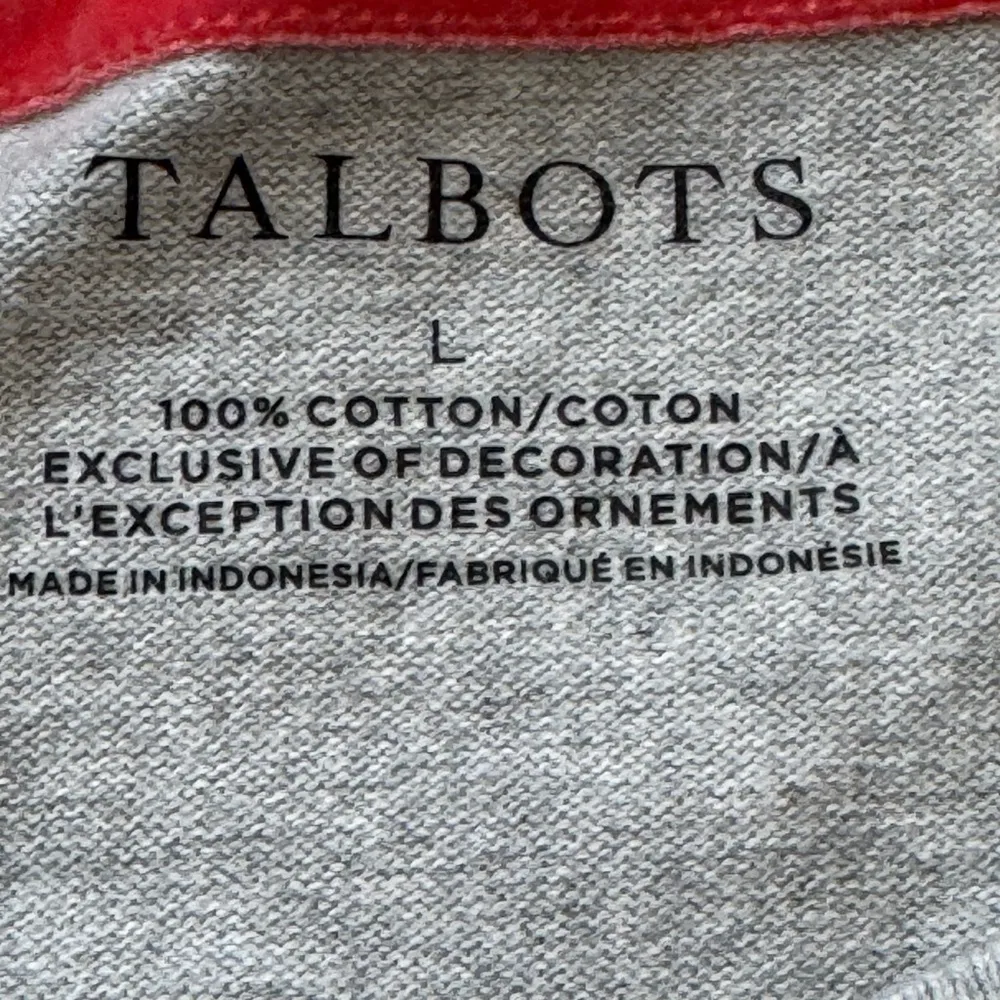 TALBOTS
L
100% COTTON/COTON
EXCLUSIVE OF DECORATION/À
L'EXCEPTION DES ORNEMENTS
MADE IN INDONESIA/FABRIQUÉ EN INDONÉSIE